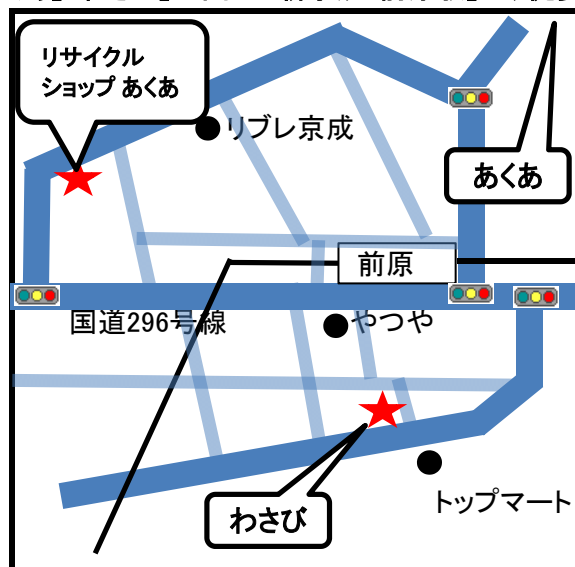 リサイクル
ショップ あくあ
リブレ京成
あくあ
前原
国道296号線
やつや
わさび
トップマート